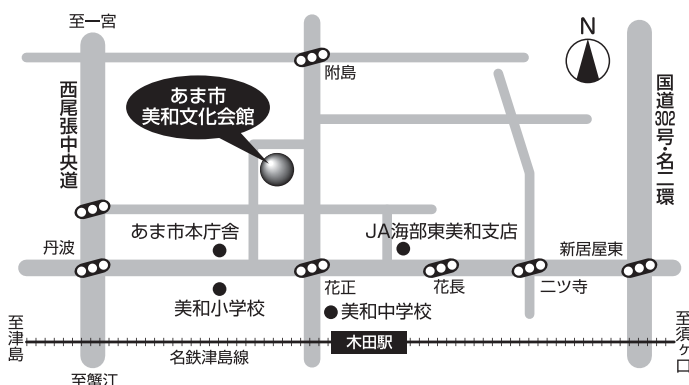 至一宮
N
附島
西尾張中央道
あま市
美和文化会館
国道302号・名二環
あま市本庁舎
JA海部東美和支店
丹波
新居屋東
花正
花長
二ツ寺
美和小学校
美和中学校
至津島
木田駅
至須ヶ口
名鉄津島線
至蟹江